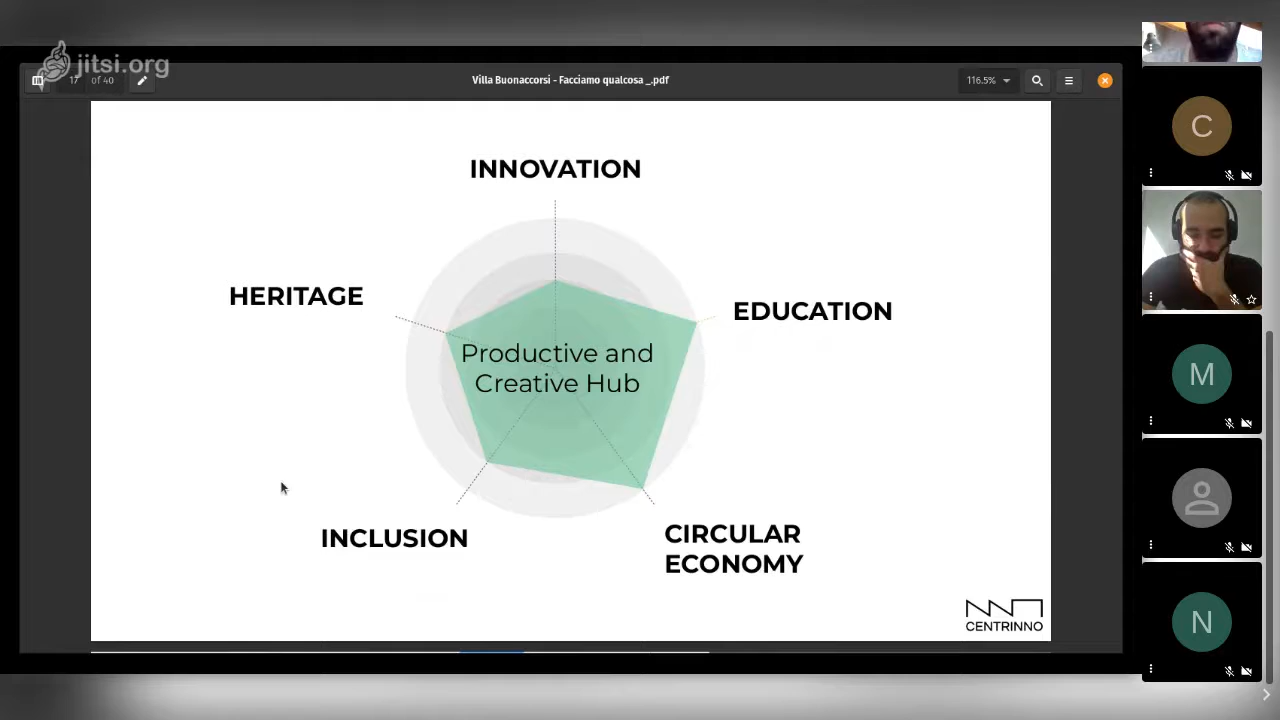 jitsi.org
17 of 40
Villa Buonaccorsi - Facciamo qualcosa _.pdf
116.5%
INNOVATION
HERITAGE
EDUCATION
Productive and
Creative Hub
INCLUSION
CIRCULAR
ECONOMY
CENTRINNO
C
M
N